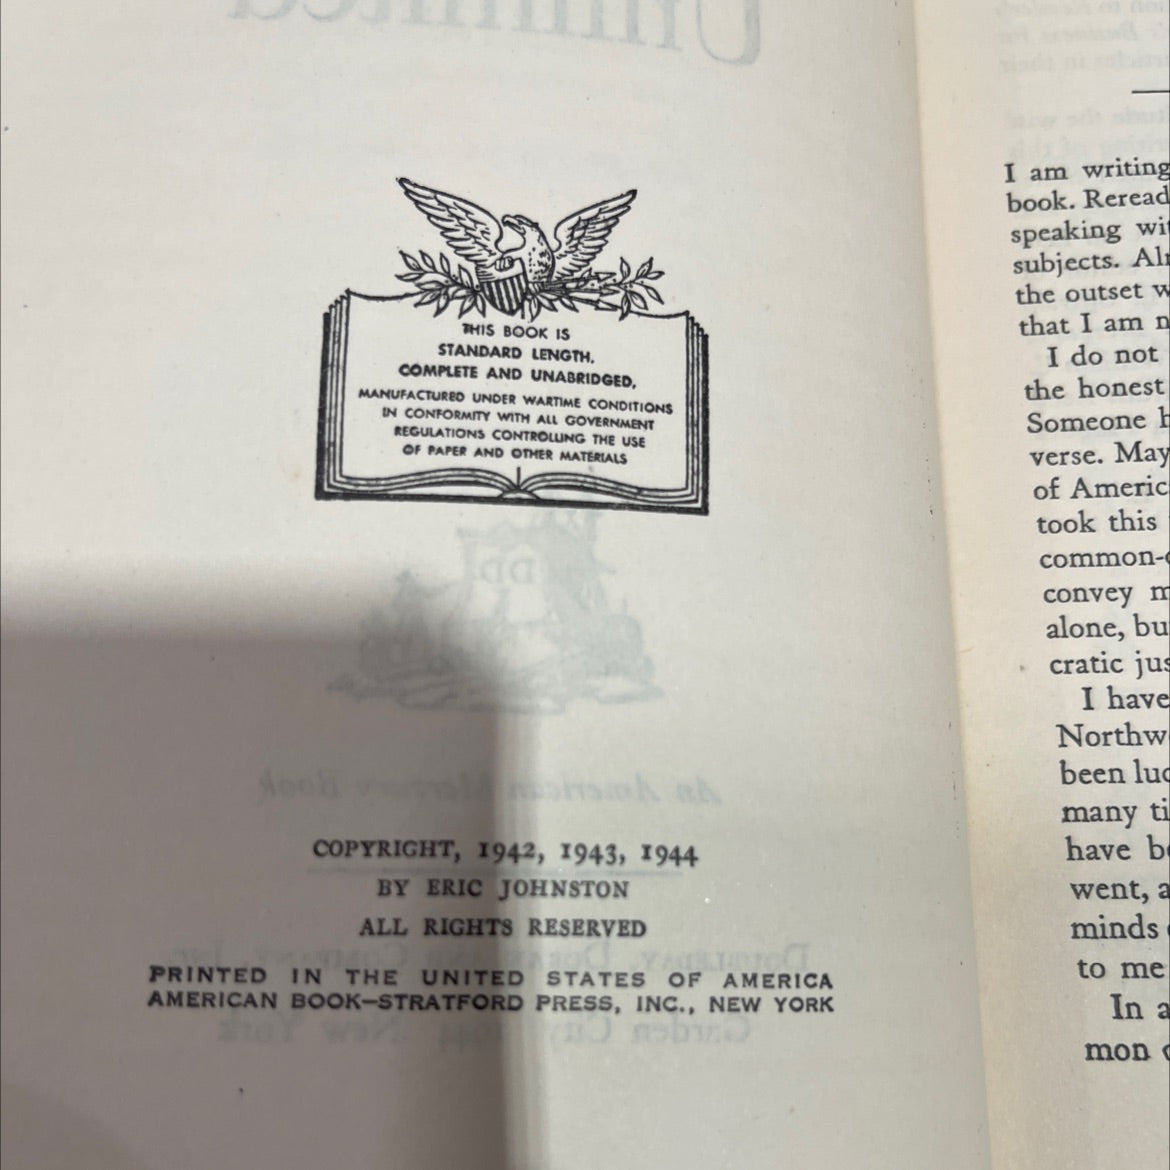 THIS BOOK IS
STANDARD LENGTH,
COMPLETE AND UNABRIDGED,
MANUFACTURED UNDER WARTIME CONDITIONS
IN CONFORMITY WITH ALL GOVERNMENT
REGULATIONS CONTROLLING THE USE
OF PAPER AND OTHER MATERIALS
COPYRIGHT, 1942, 1943, 1944
BY ERIC JOHNSTON
ALL RIGHTS RESERVED
PRINTED IN THE UNITED STATES OF AMERICA
AMERICAN BOOK—STRATFORD PRESS, INC., NEW YORK
I am writing
book. Reread
speaking wit
subjects. Alr
the outset w
that I am n
I do not
the honest
Someone h
verse. May
of Americ
took this
common-
convey m
alone, bu
cratic jus
I have
Northw
been luc
many ti
have be
went, a
minds
to me
In a
mon